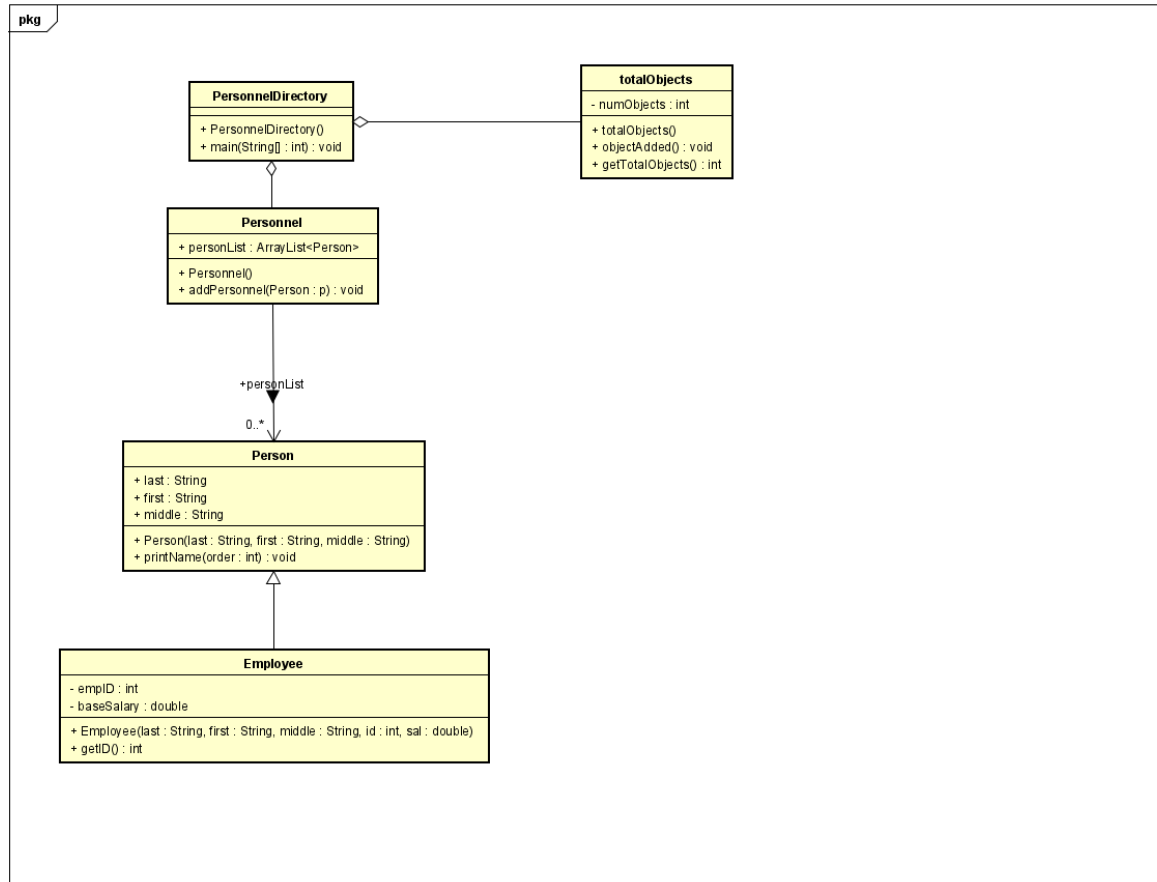 pkg
PersonnelDirectory
+ PersonnelDirectory()
+ main(String[] : int) : void
totalObjects
- numObjects : int
+ totalObjects()
+ objectAdded() : void
+ getTotalObjects() : int
Personnel
+ personList : ArrayList<Person>
+ Personnel()
+ addPersonnel(Person : p) : void
+personList
0..*
Person
+ last : String
+ first : String
+ middle : String
+ Person(last : String, first : String, middle : String)
+ printName(order : int) : void
Employee
- empID : int
- baseSalary : double
+ Employee(last : String, first : String, middle : String, id : int, sal : double)
+ getID() : int